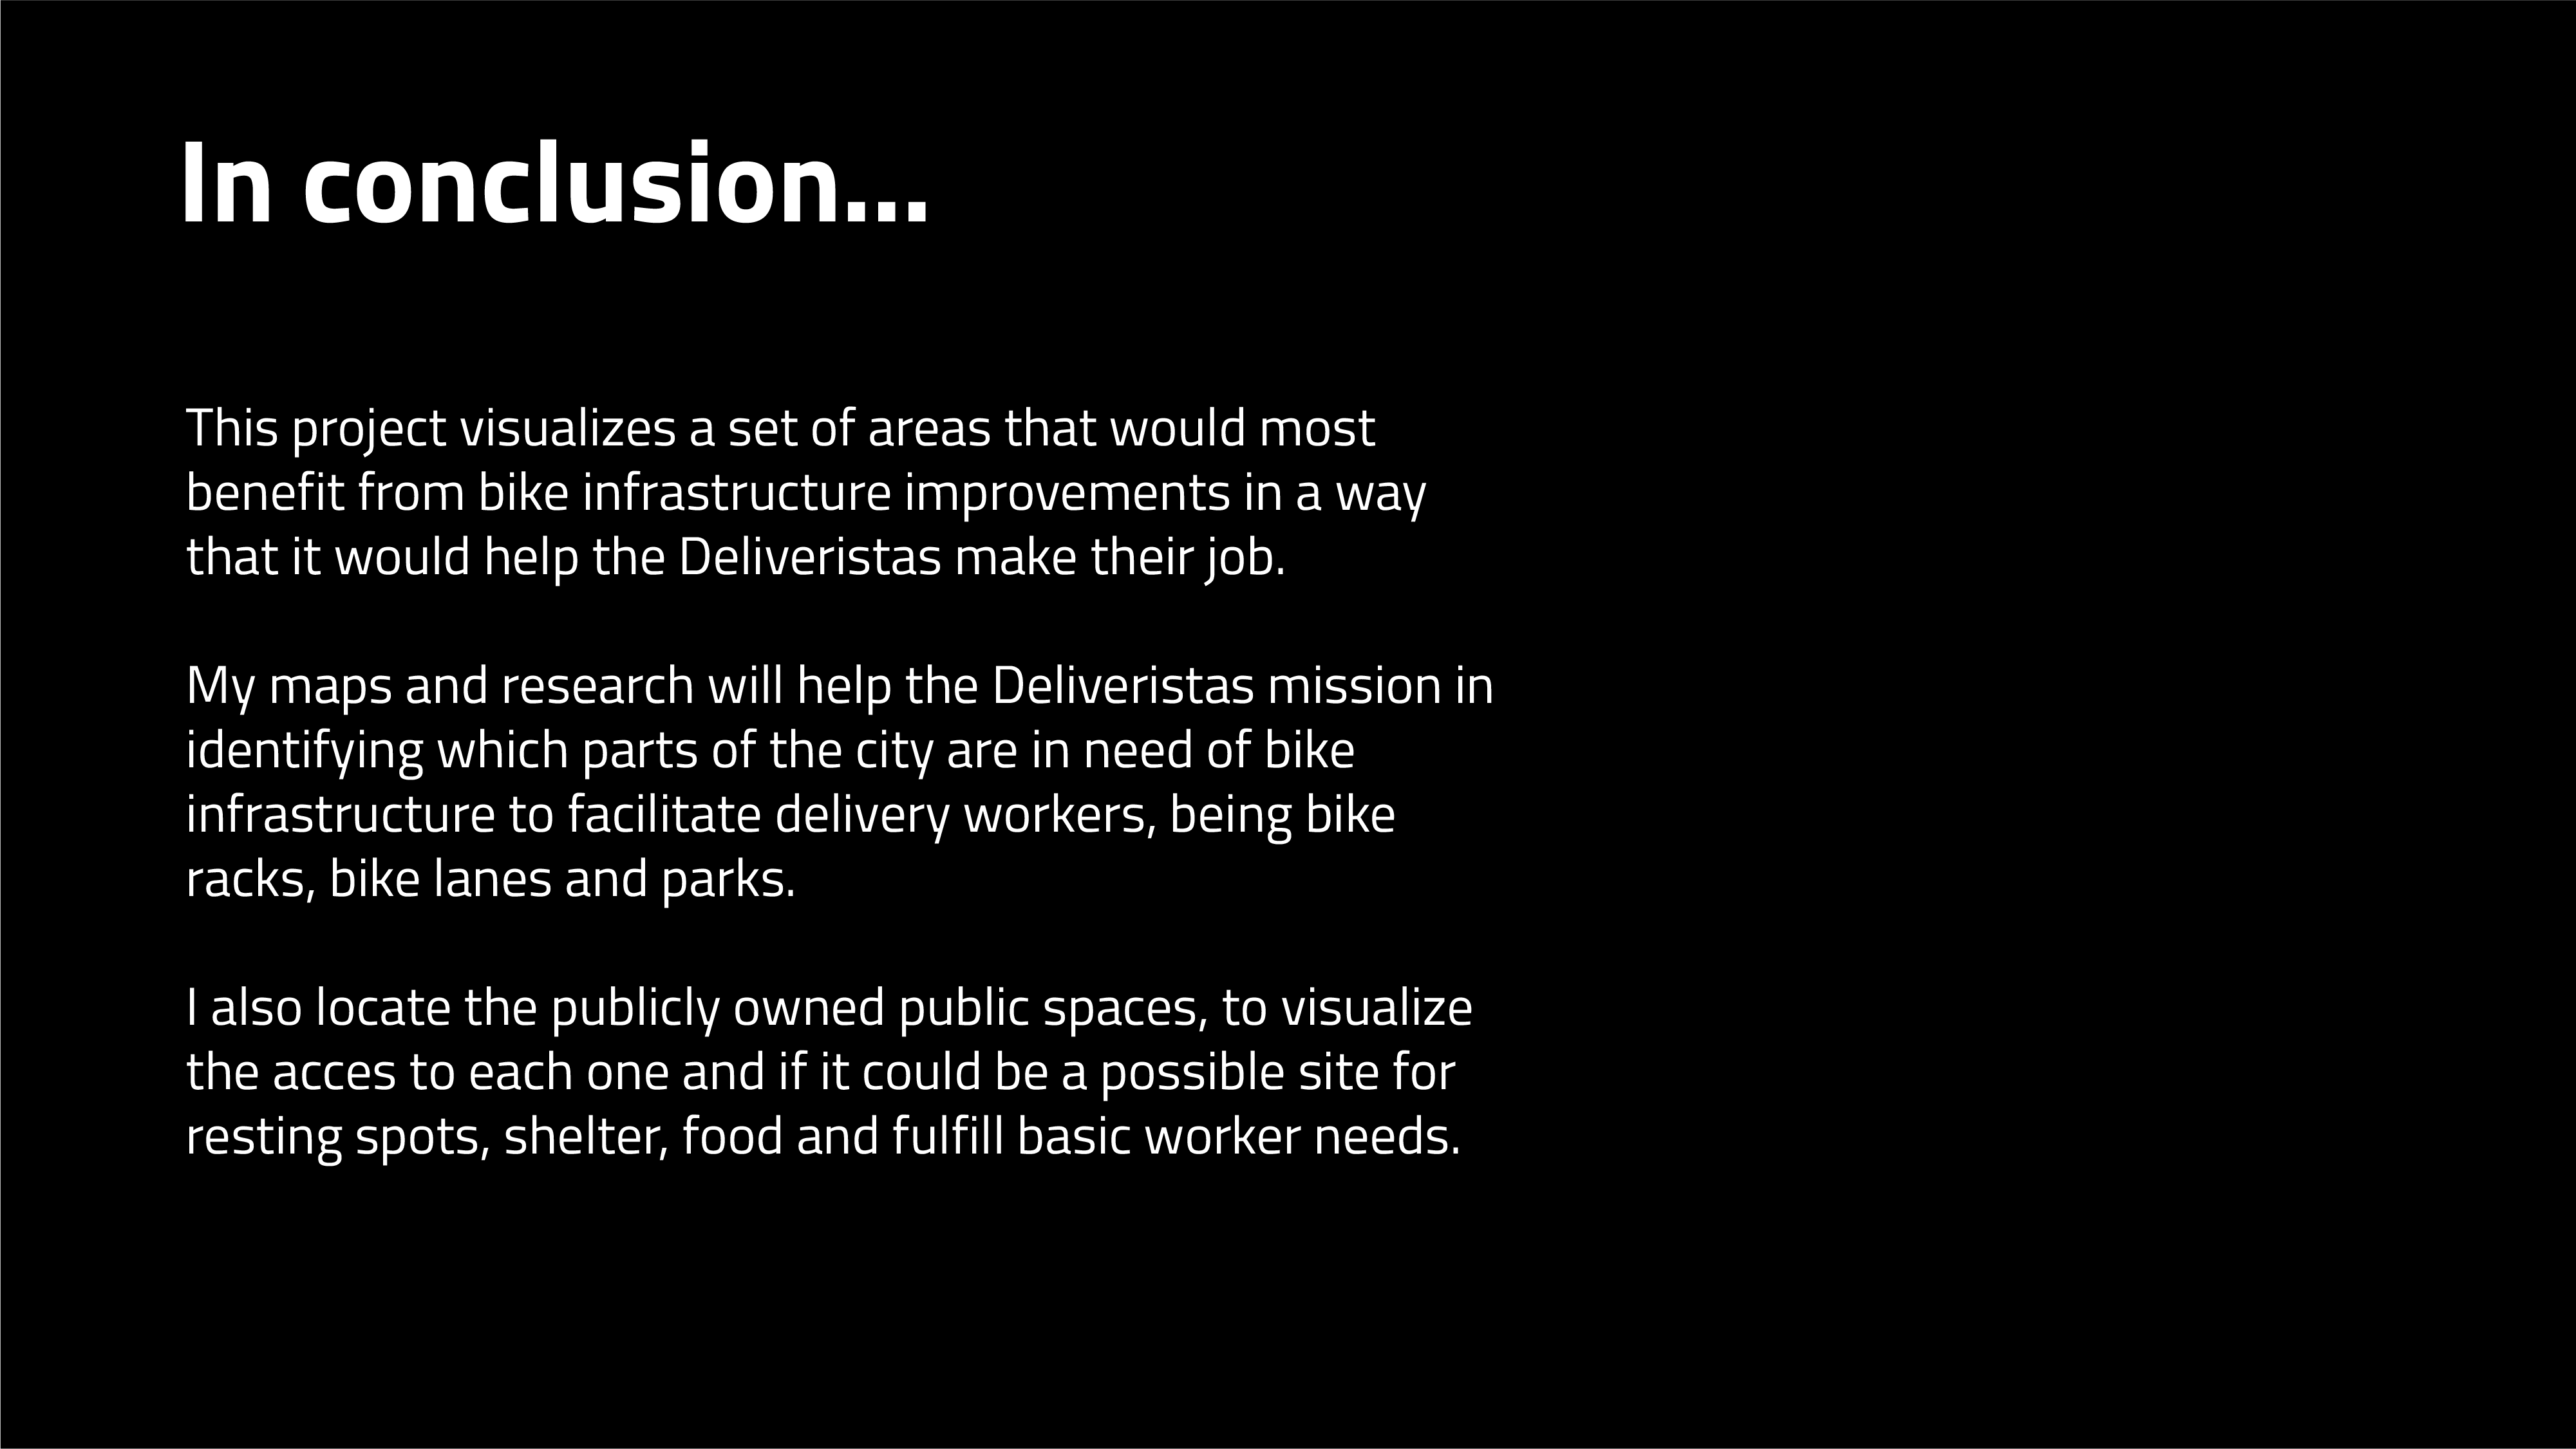 In conclusion...
This project visualizes a set of areas that would most
benefit from bike infrastructure improvements in a way
that it would help the Deliveristas make their job.
My maps and research will help the Deliveristas mission in
identifying which parts of the city are in need of bike
infrastructure to facilitate delivery workers, being bike
racks, bike lanes and parks.
I also locate the publicly owned public spaces, to visualize
the acces to each one and if it could be a possible site for
resting spots, shelter, food and fulfill basic worker needs.